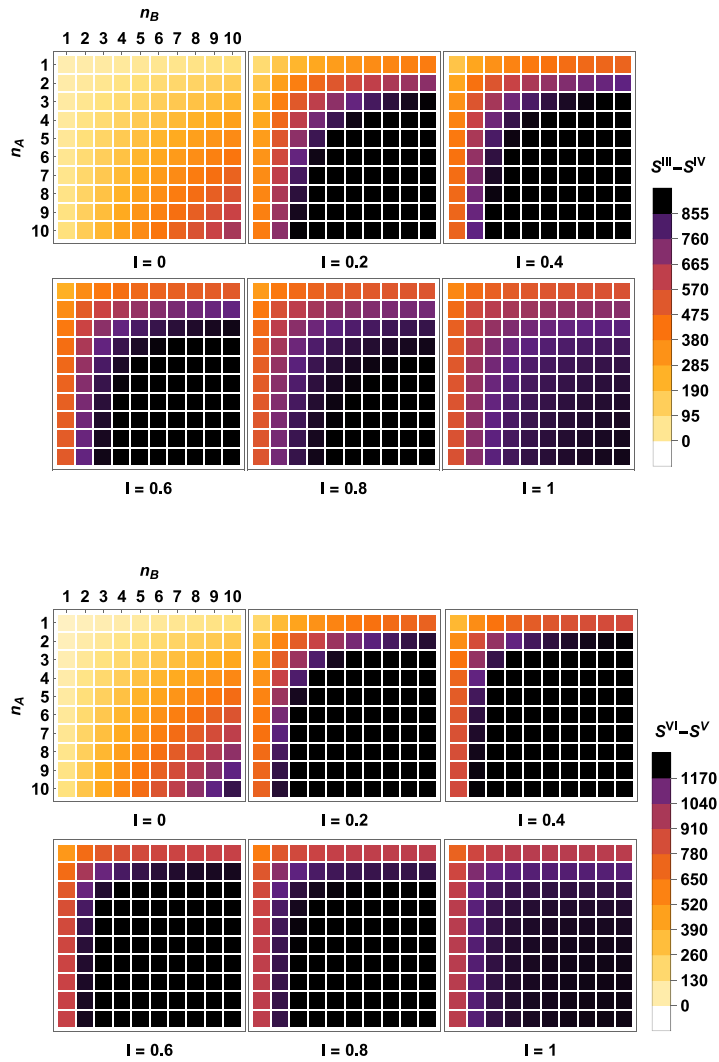 n_B
1 2 3 4 5 6 7 8 9 10
n_A
1
2
3
4
5
6
7
8
9
10
I = 0
I = 0.2
I = 0.4
I = 0.6
I = 0.8
I = 1
S^III–S^IV
855
760
665
570
475
380
285
190
95
0
n_B
1 2 3 4 5 6 7 8 9 10
n_A
1
2
3
4
5
6
7
8
9
10
I = 0
I = 0.2
I = 0.4
I = 0.6
I = 0.8
I = 1
S^VI–S^V
1170
1040
910
780
650
520
390
260
130
0